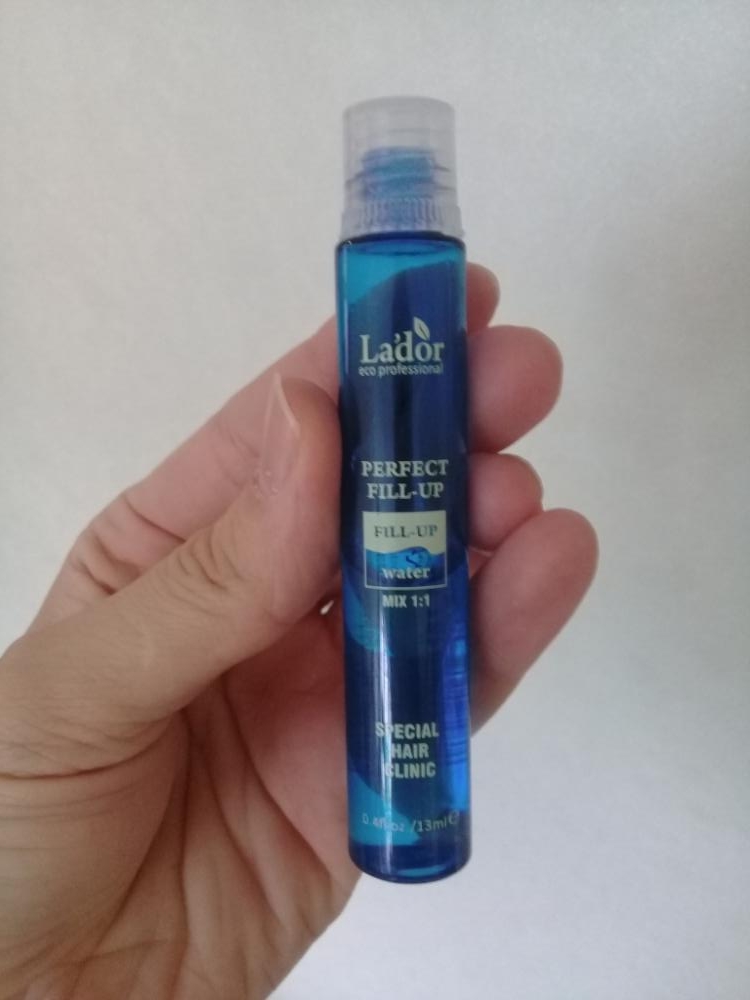 La'dor
eco professional
PERFECT
FILL-UP
FILL-UP
water
MIX 1:1
SPECIAL
HAIR
CLINIC
0.4fl oz /13ml℮